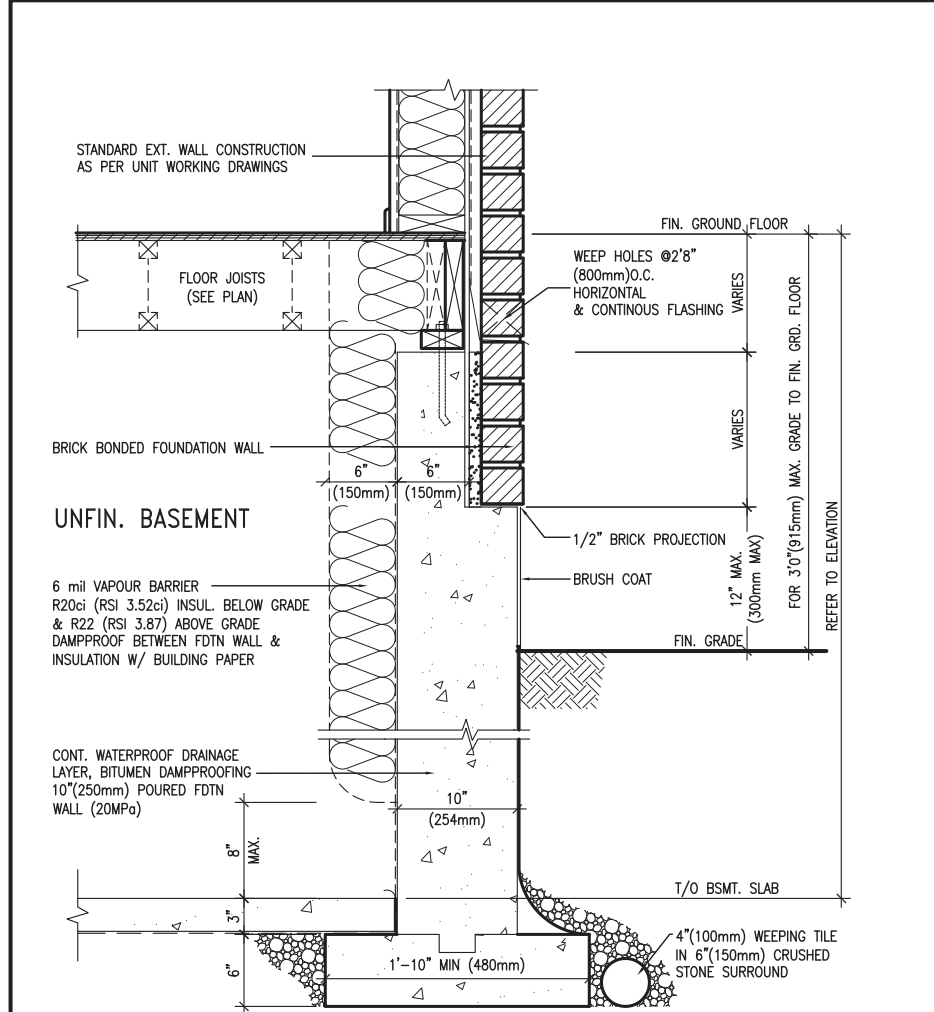 STANDARD EXT. WALL CONSTRUCTION
AS PER UNIT WORKING DRAWINGS
FIN. GROUND FLOOR
FLOOR JOISTS
(SEE PLAN)
WEEP HOLES @2'8"
(800mm)O.C.
HORIZONTAL
& CONTINOUS FLASHING
VARIES
VARIES
FOR 3'0"(915mm) MAX. GRADE TO FIN. GRD. FLOOR
REFER TO ELEVATION
BRICK BONDED FOUNDATION WALL
6"
(150mm)
6"
(150mm)
UNFIN. BASEMENT
1/2" BRICK PROJECTION
BRUSH COAT
12" MAX.
(300mm MAX)
6 mil VAPOUR BARRIER
R20ci (RSI 3.52ci) INSUL. BELOW GRADE
& R22 (RSI 3.87) ABOVE GRADE
DAMPPROOF BETWEEN FDTN WALL &
INSULATION W/ BUILDING PAPER
FIN. GRADE
CONT. WATERPROOF DRAINAGE
LAYER, BITUMEN DAMPPROOFING
10"(250mm) POURED FDTN
WALL (20MPa)
10"
(254mm)
8"
MAX.
T/O BSMT. SLAB
3"
6"
1'-10" MIN (480mm)
4"(100mm) WEEPING TILE
IN 6"(150mm) CRUSHED
STONE SURROUND